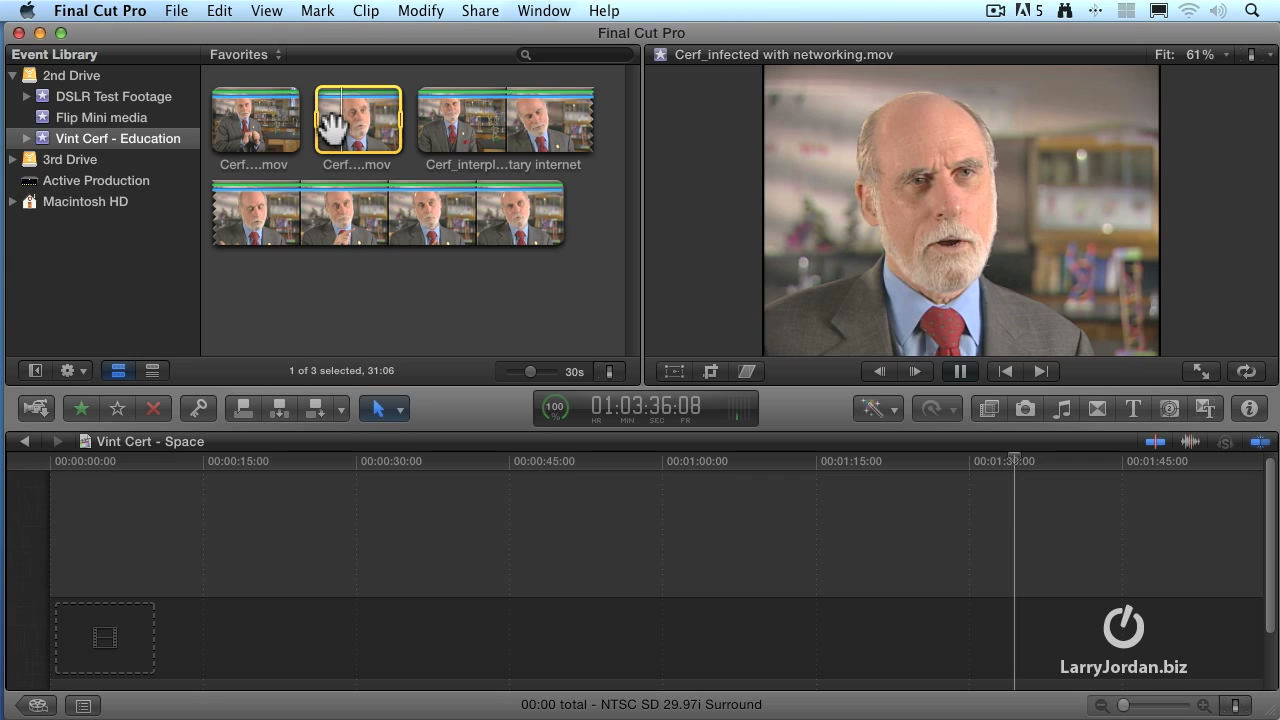 Final Cut Pro File Edit View Mark Clip Modify Share Window Help 5
Final Cut Pro
Event Library
Favorites
Cerf_infected with networking.mov
Fit: 61%
2nd Drive
DSLR Test Footage
Flip Mini media
Vint Cerf - Education
3rd Drive
Active Production
Macintosh HD
Cerf....mov
Cerf....mov
Cerf_interpl...tary internet
1 of 3 selected, 31:06
30s
100
%
01:03:36:08
HR MIN SEC FR
Vint Cert - Space
00:00:00:00 00:00:15:00 00:00:30:00 00:00:45:00 00:01:00:00 00:01:15:00 00:01:30:00 00:01:45:00
LarryJordan.biz
00:00 total - NTSC SD 29.97i Surround